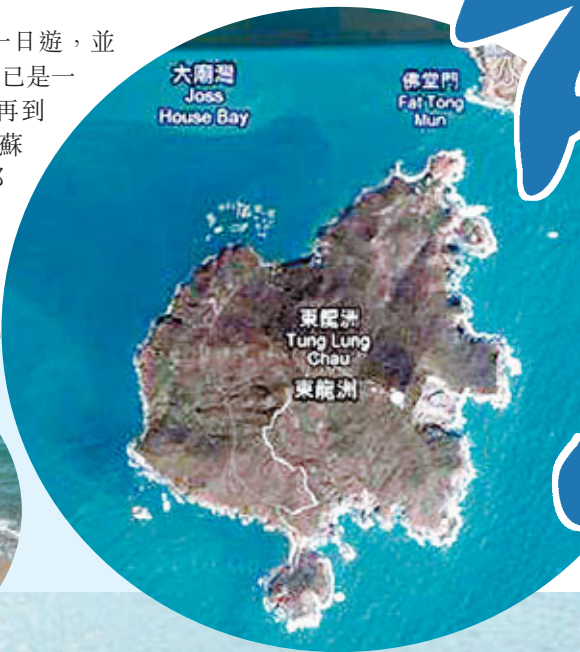 一日遊，並
已是一
再到
蘇
大廟灣
Joss
House Bay
佛堂門
Fat Tong
Mun
東龍洲
Tung Lung
Chau
東龍洲